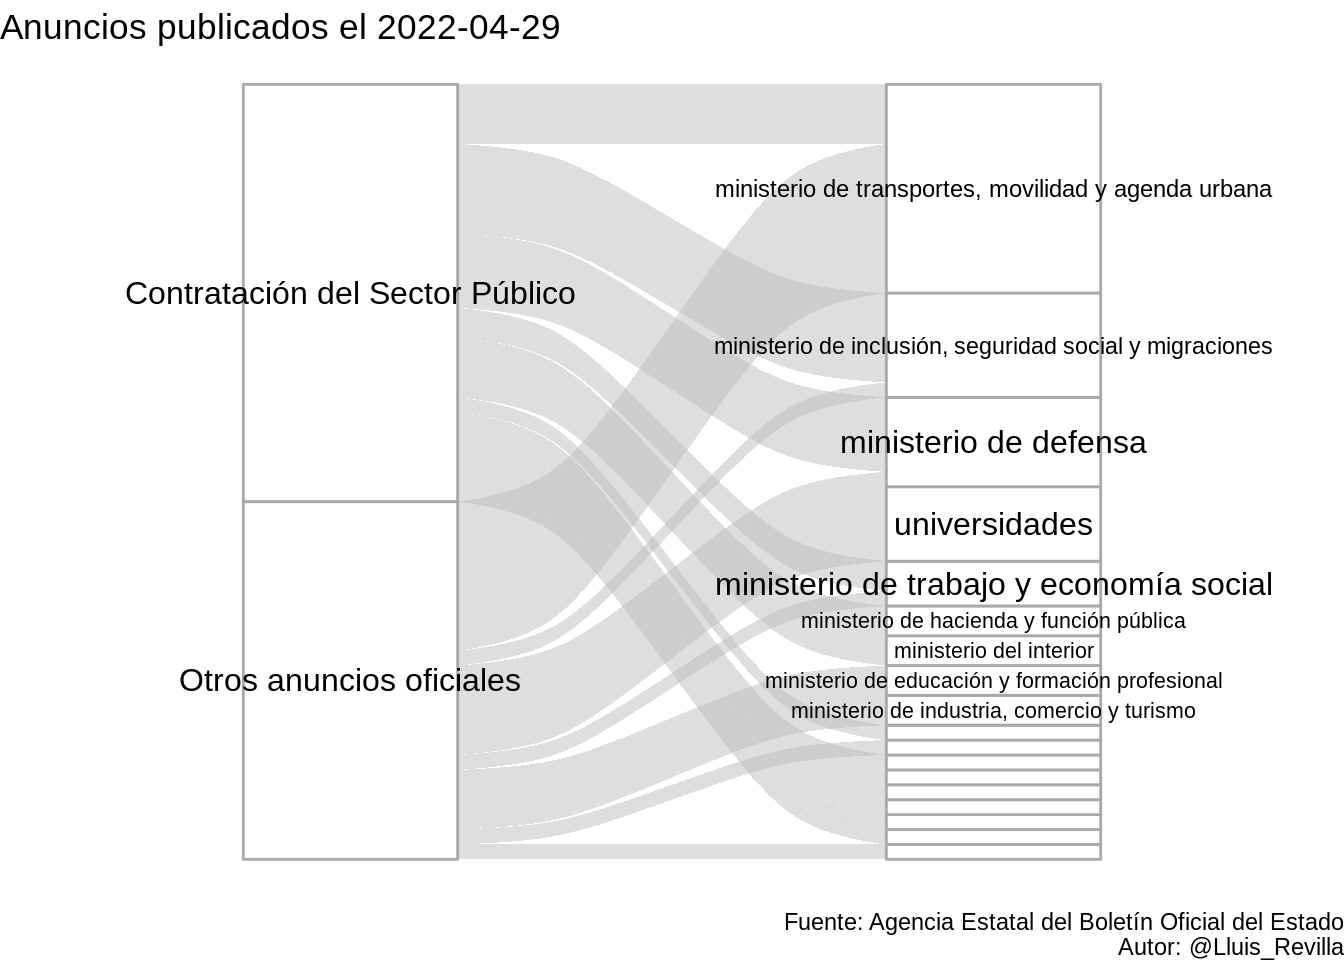 Anuncios publicados el 2022-04-29
ministerio de transportes, movilidad y agenda urbana
Contratación del Sector Público
ministerio de inclusión, seguridad social y migraciones
ministerio de defensa
universidades
ministerio de trabajo y economía social
ministerio de hacienda y función pública
ministerio del interior
Otros anuncios oficiales
ministerio de educación y formación profesional
ministerio de industria, comercio y turismo
Fuente: Agencia Estatal del Boletín Oficial del Estado
Autor: @Lluis_Revilla